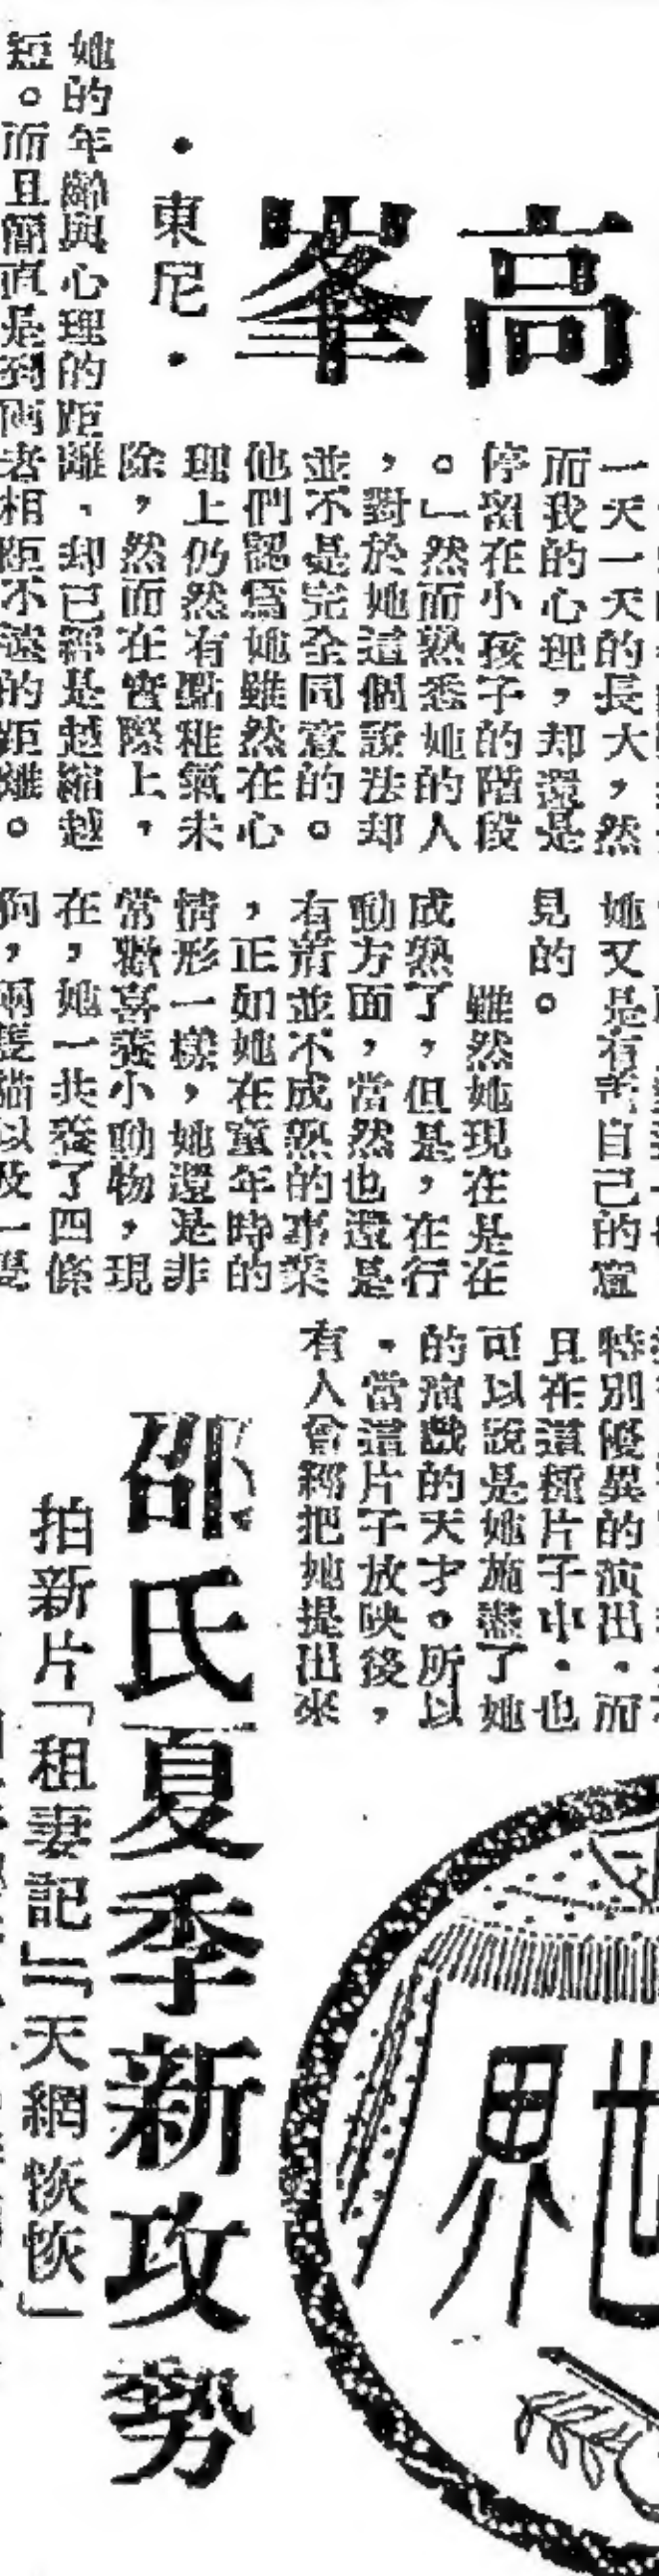 高峯
・東尼・
一天一天的長大，然
而我的心理，却還是
停留在小孩子的階段
。」然而熟悉她的人
，對於她這個說法却
並不是完全同意的。
他們認爲她雖然在心
理上仍然有點稚氣未
除，然而在實際上，
她的年齡與心理的距離，却已經是越縮越
短。而且簡直是到兩者相距不遠的距離。
她又是有着自己的
見的。
雖然她現在是在
成熟了，但是，在行
動方面，當然也還是
有着並不成熟的事業
，正如她在童年時的
情形一樣，她還是非
常歡喜養小動物，現
在，她一共養了四條
狗，兩隻貓以及一隻
特別優異的演出。而
且在這種片子中。也
可以說是她施盡了她
的演戲的天才。所以
。當這片子放映後，
有人曾經把她提出來
世界
邵氏夏季新攻勢
拍新片「租妻記」「天網恢恢」